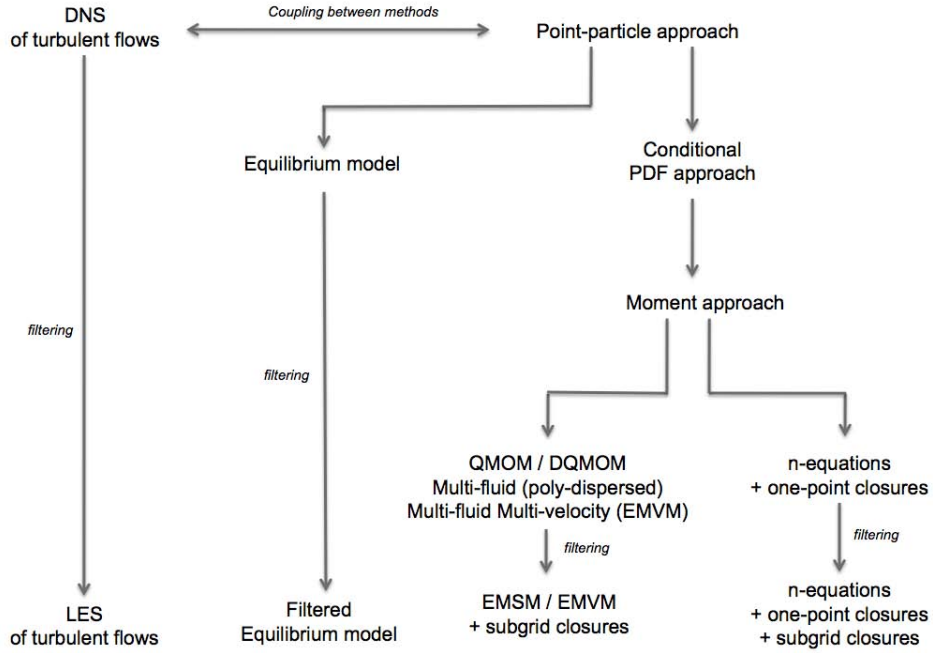 DNS
of turbulent flows
Coupling between methods
Point-particle approach
Equilibrium model
Conditional
PDF approach
Moment approach
filtering
filtering
QMOM / DQMOM
Multi-fluid (poly-dispersed)
Multi-fluid Multi-velocity (EMVM)
n-equations
+ one-point closures
filtering
filtering
LES
of turbulent flows
Filtered
Equilibrium model
EMSM / EMVM
+ subgrid closures
n-equations
+ one-point closures
+ subgrid closures